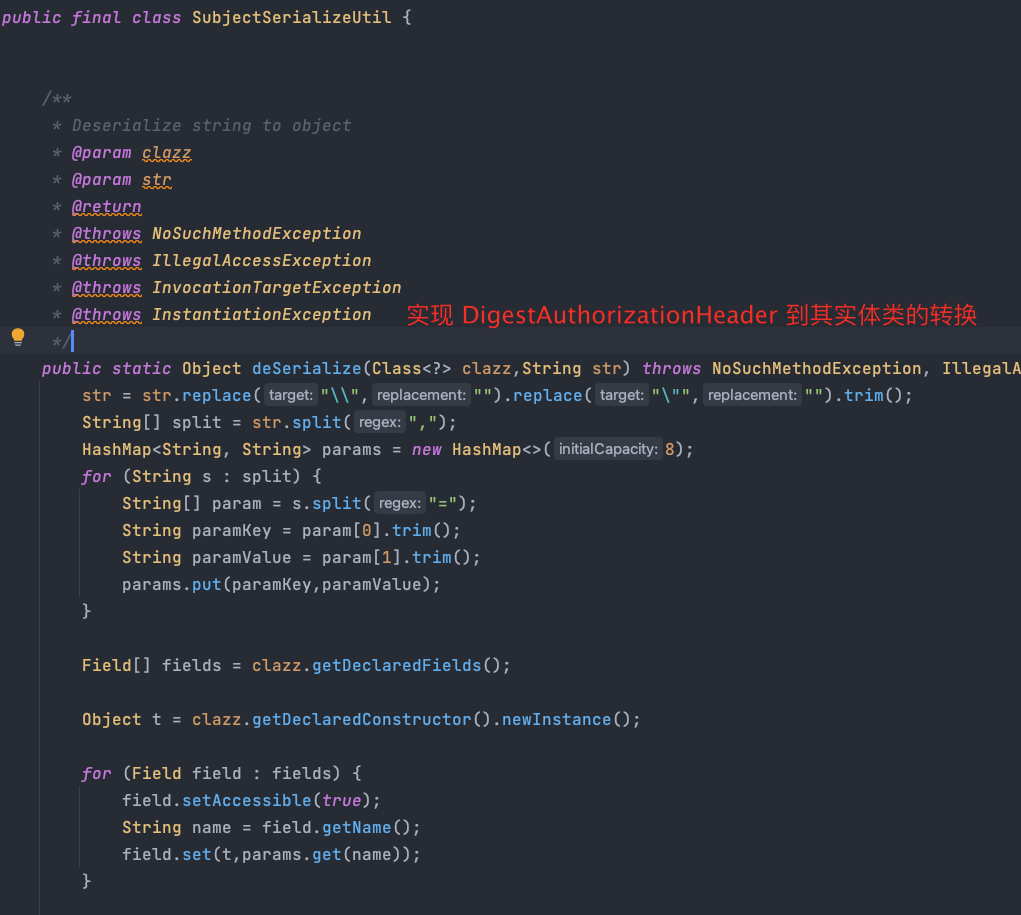 public final class SubjectSerializeUtil {
/**
* Deserialize string to object
* @param clazz
* @param str
* @return
* @throws NoSuchMethodException
* @throws IllegalAccessException
* @throws InvocationTargetException
* @throws InstantiationException 实现 DigestAuthorizationHeader 到其实体类的转换
*/
public static Object deSerialize(Class<?> clazz,String str) throws NoSuchMethodException, IllegalA
str = str.replace( target: "\\", replacement: "").replace( target: "\"", replacement: "").trim();
String[] split = str.split( regex: ",");
HashMap<String, String> params = new HashMap<>( initialCapacity: 8);
for (String s : split) {
String[] param = s.split( regex: "=");
String paramKey = param[0].trim();
String paramValue = param[1].trim();
params.put(paramKey,paramValue);
}
Field[] fields = clazz.getDeclaredFields();
Object t = clazz.getDeclaredConstructor().newInstance();
for (Field field : fields) {
field.setAccessible(true);
String name = field.getName();
field.set(t,params.get(name));
}